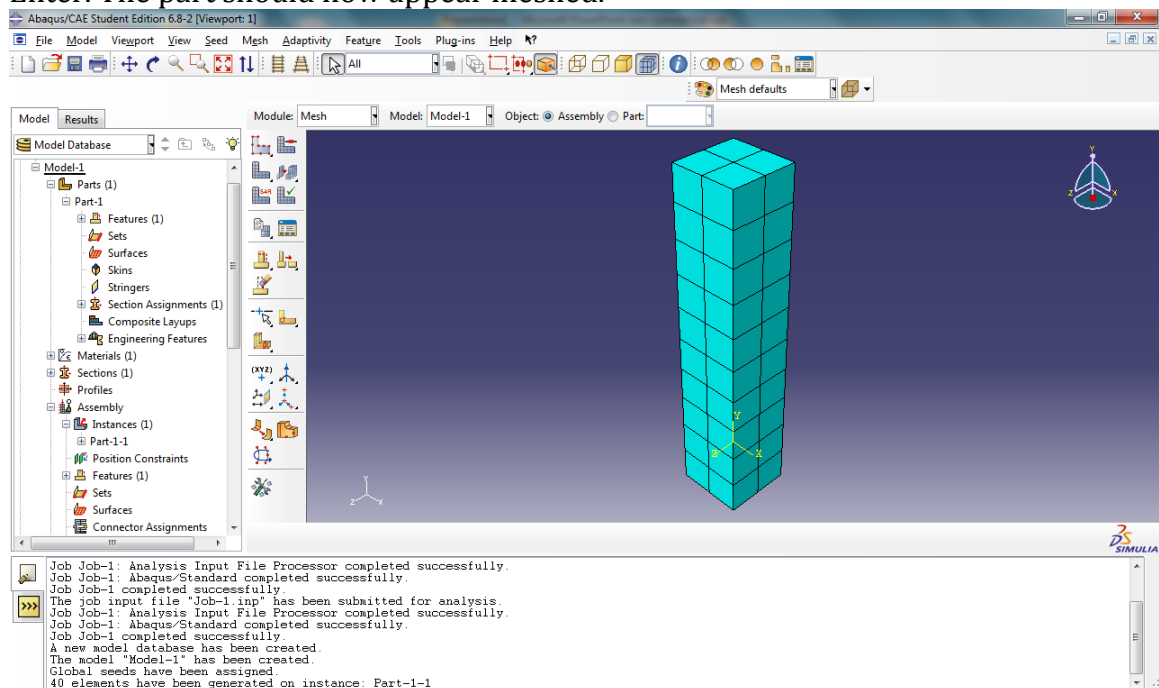 Enter. The part should now appear meshed.
Abaqus/CAE Student Edition 6.8-2 [Viewport: 1]
File Model Viewport View Seed Mesh Adaptivity Feature Tools Plug-ins Help
All
Mesh defaults
Model Results
Module: Mesh Model: Model-1 Object: Assembly Part:
Model Database
Model-1
Parts (1)
Part-1
Features (1)
Sets
Surfaces
Skins
Stringers
Section Assignments (1)
Composite Layups
Engineering Features
Materials (1)
Sections (1)
Profiles
Assembly
Instances (1)
Part-1-1
Position Constraints
Features (1)
Sets
Surfaces
Connector Assignments
(XYZ)
Y
Z X
Y
Z X
Y
Z X
SIMULIA
Job Job-1: Analysis Input File Processor completed successfully.
Job Job-1: Abaqus/Standard completed successfully.
Job Job-1 completed successfully.
The job input file "Job-1.inp" has been submitted for analysis.
Job Job-1: Analysis Input File Processor completed successfully.
Job Job-1: Abaqus/Standard completed successfully.
Job Job-1 completed successfully.
A new model database has been created.
The model "Model-1" has been created.
Global seeds have been assigned.
40 elements have been generated on instance: Part-1-1